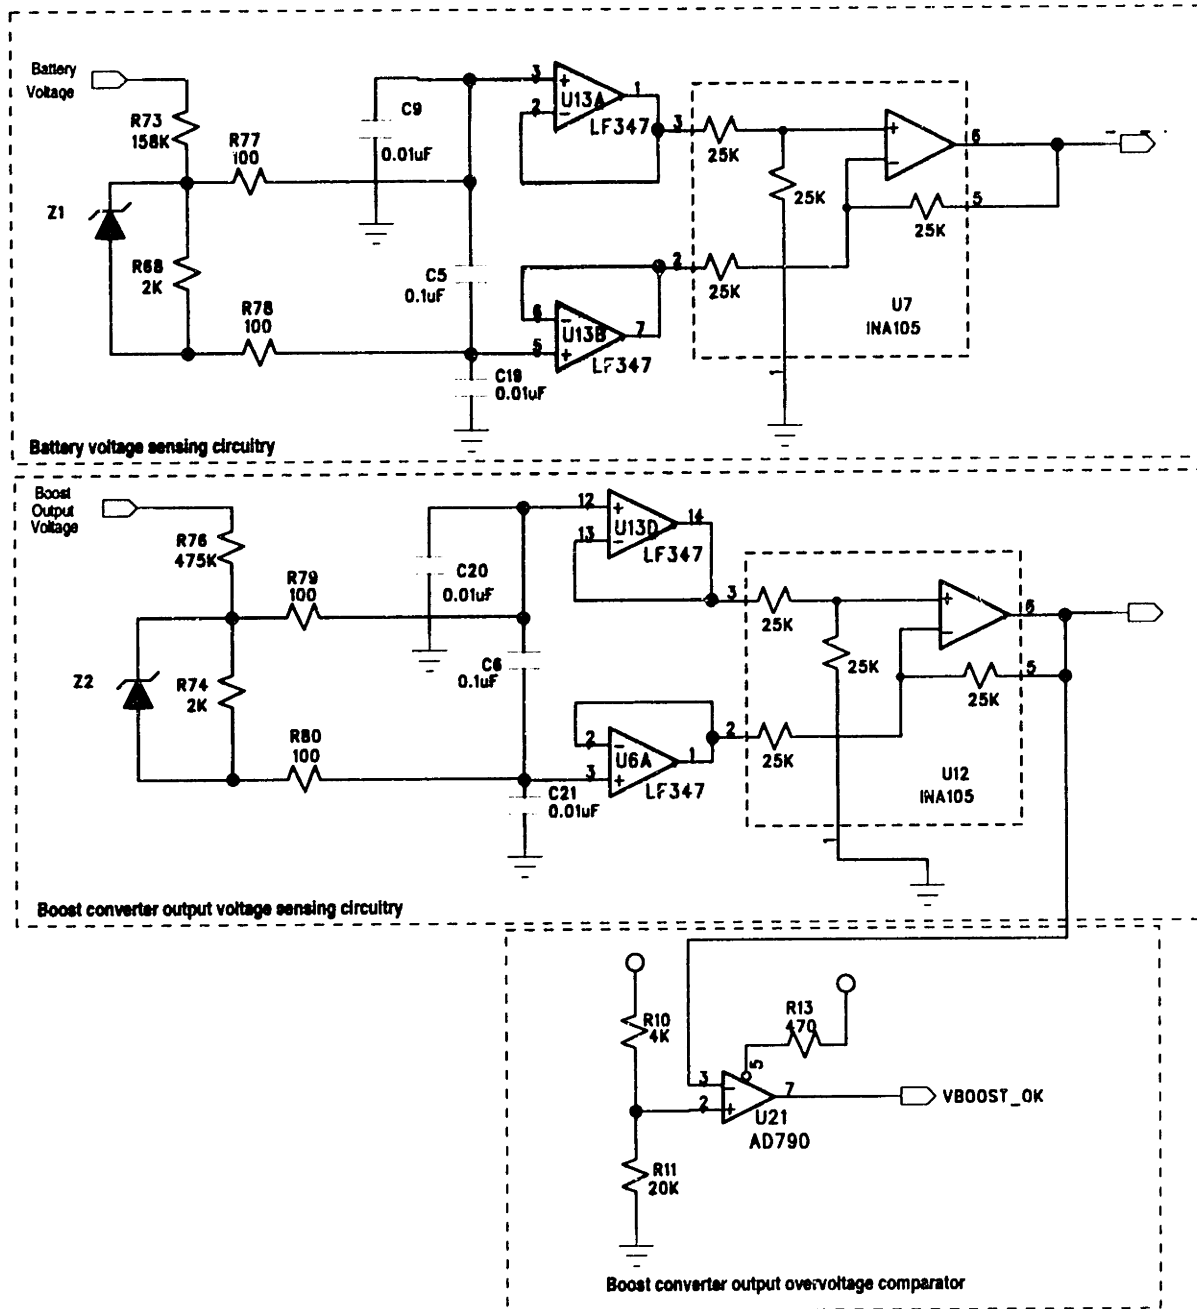 Battery
Voltage
R73
158K
R77
100
C9
0.01uF
3
+
2
-
U13A
1
LF347
3
25K
25K
+
-
6
25K
5
Z1
R68
2K
R78
100
C5
0.1uF
2
25K
6
-
U13B
7
5
+
LF347
U7
INA105
1
C19
0.01uF
Battery voltage sensing circuitry
Boost
Output
Voltage
R76
475K
R79
100
C20
0.01uF
12
+
13
-
U13D
14
LF347
3
25K
25K
+
-
6
25K
5
Z2
R74
2K
R80
100
C6
0.1uF
2
-
U6A
1
3
+
LF347
2
25K
U12
INA105
1
C21
0.01uF
Boost converter output voltage sensing circuitry
R10
4K
R13
470
5
3
-
2
+
7
U21
AD790
VBOOST_OK
R11
20K
Boost converter output overvoltage comparator